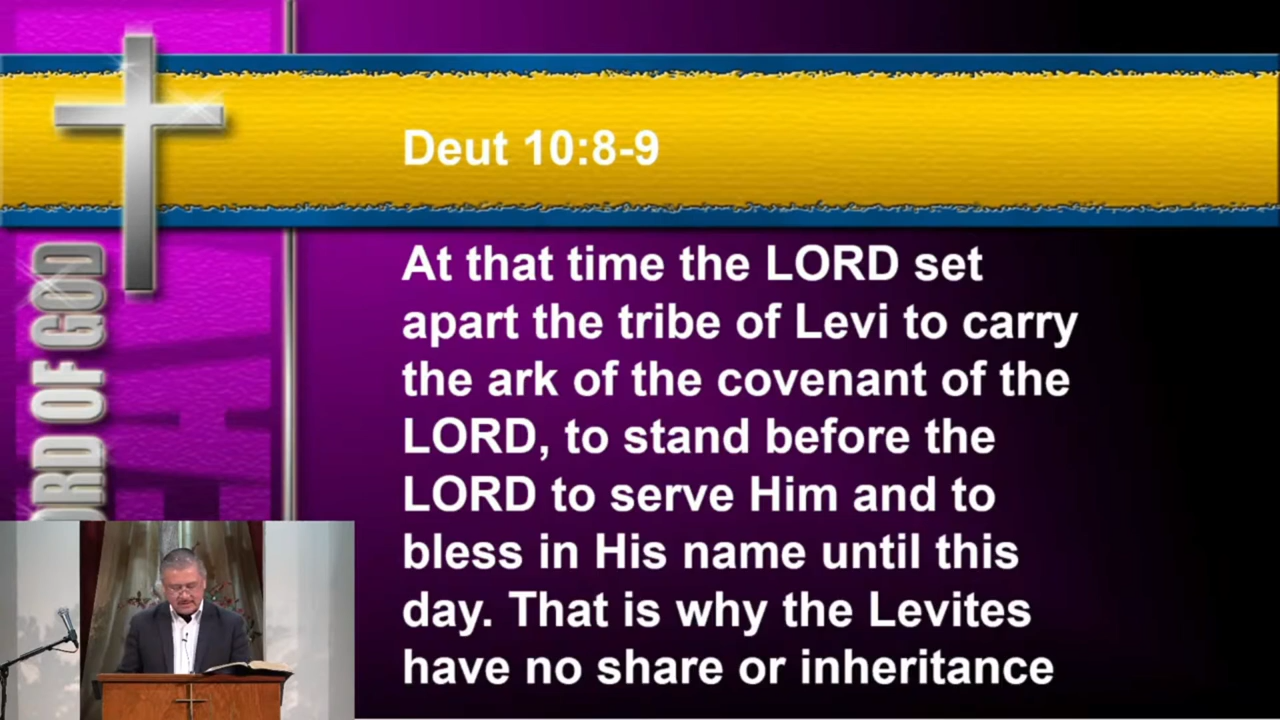 Deut 10:8-9
At that time the LORD set
apart the tribe of Levi to carry
the ark of the covenant of the
LORD, to stand before the
LORD to serve Him and to
bless in His name until this
day. That is why the Levites
have no share or inheritance
ORD OF GOD